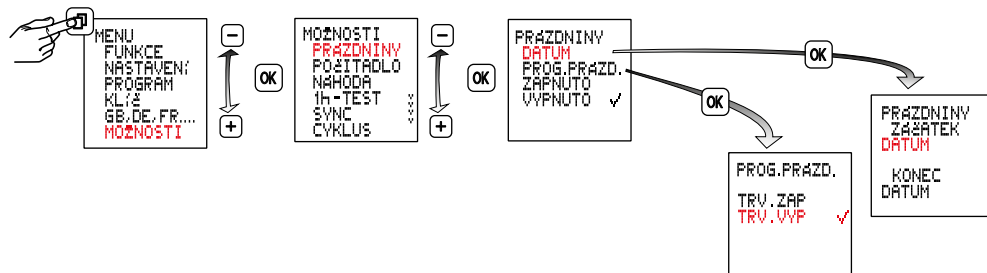 MENU
FUNKCE
NASTAVENÍ
PROGRAM
KLÍČ
GB,DE,FR....
MOŽNOSTI
−
+
OK
MOŽNOSTI
PRÁZDNINY
POČÍTADLO
NÁHODA
1h-TEST
SYNC
CYKLUS
−
+
OK
PRÁZDNINY
DATUM
PROG.PRÁZD.
ZAPNUTO
VYPNUTO ✓
OK
OK
PROG.PRÁZD.
TRV.ZAP
TRV.VYP ✓
PRÁZDNINY
ZAČÁTEK
DATUM
KONEC
DATUM